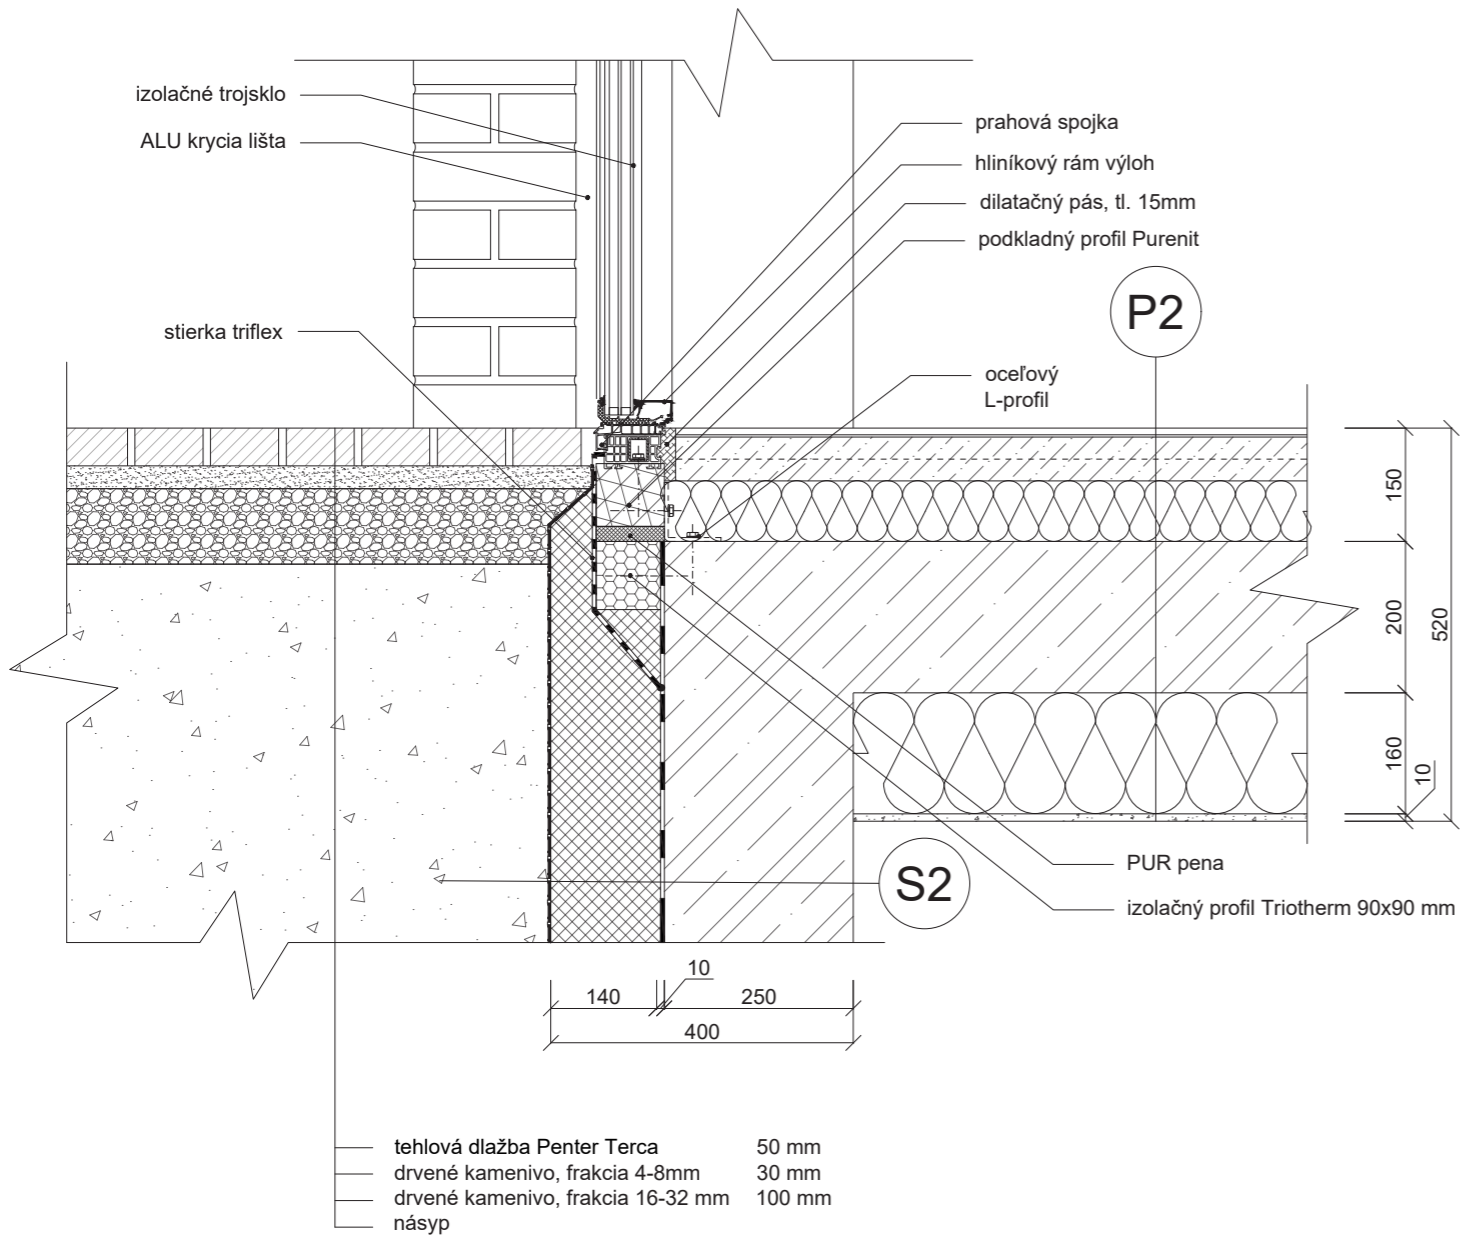 izolačné trojsklo
ALU krycia lišta
prahová spojka
hliníkový rám výloh
dilatačný pás, tl. 15mm
podkladný profil Purenit
P2
stierka triflex
oceľový
L-profil
150
200
520
160
10
S2
PUR pena
izolačný profil Triotherm 90x90 mm
10
140
250
400
tehlová dlažba Penter Terca 50 mm
drvené kamenivo, frakcia 4-8mm 30 mm
drvené kamenivo, frakcia 16-32 mm 100 mm
násyp